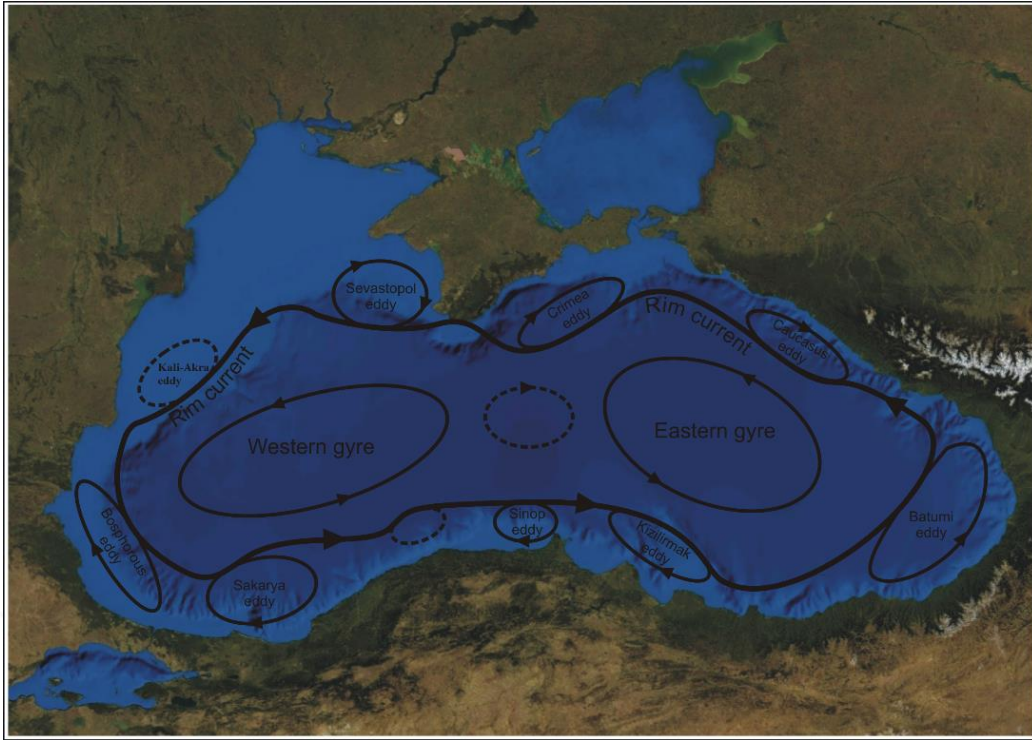 Sevastopol
eddy
Crimea
eddy
Rim current
Caucasus
eddy
Kali-Akra
eddy
Rim current
Western gyre
Eastern gyre
Bosphorous
eddy
Sakarya
eddy
Sinop
eddy
Kizilirmak
eddy
Batumi
eddy